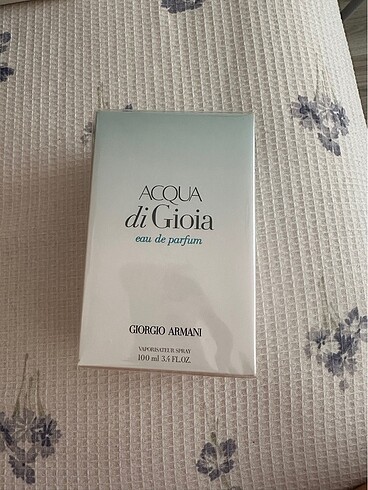 ACQUA
di Gioia
eau de parfum
GIORGIO ARMANI
VAPORISATEUR SPRAY
100 ml 3.4 FL.OZ.